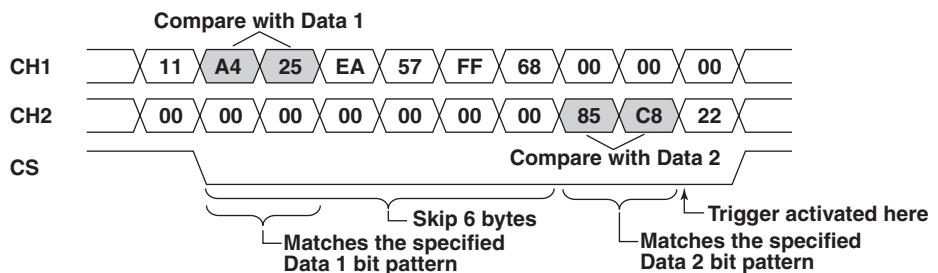 Compare with Data 1
CH1 11 A4 25 EA 57 FF 68 00 00 00
CH2 00 00 00 00 00 00 00 85 C8 22
Compare with Data 2
CS
Skip 6 bytes
Trigger activated here
Matches the specified
Data 1 bit pattern
Matches the specified
Data 2 bit pattern